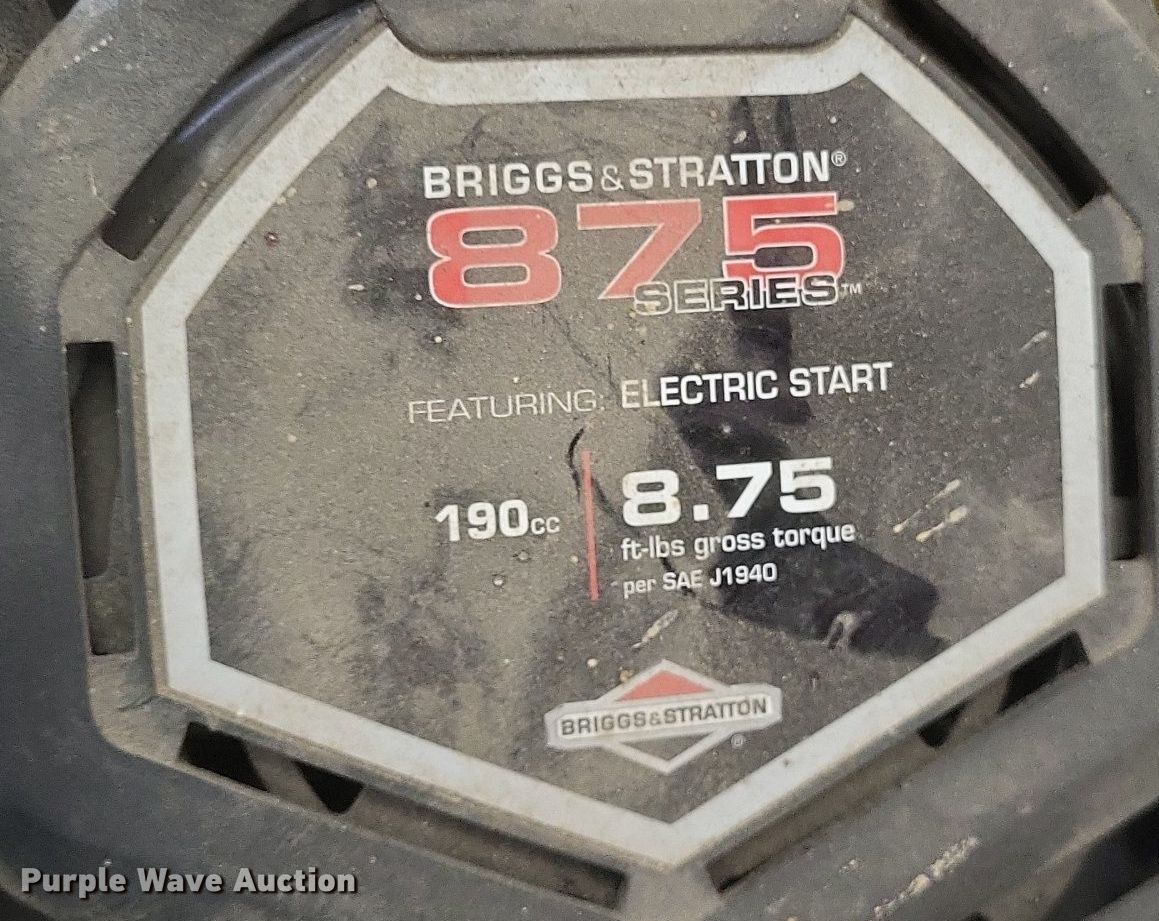 BRIGGS & STRATTON®
875
SERIES™
FEATURING: ELECTRIC START
190cc
8.75
ft-lbs gross torque
per SAE J1940
BRIGGS&STRATTON®
Purple Wave Auction